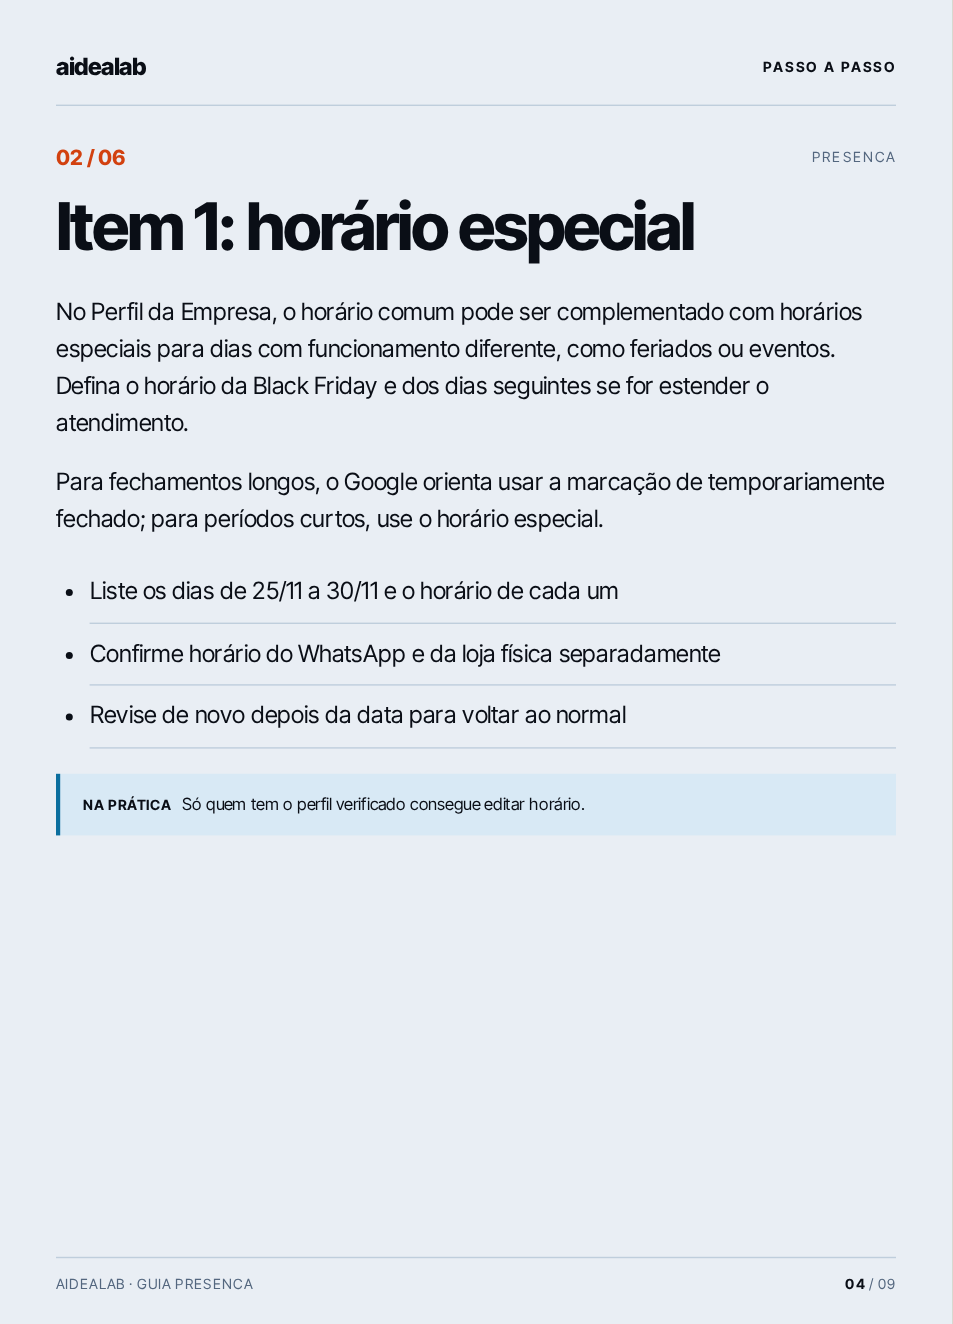 aidealab
PASSO A PASSO
02 / 06
PRESENCA
Item 1: horário especial
No Perfil da Empresa, o horário comum pode ser complementado com horários
especiais para dias com funcionamento diferente, como feriados ou eventos.
Defina o horário da Black Friday e dos dias seguintes se for estender o
atendimento.
Para fechamentos longos, o Google orienta usar a marcação de temporariamente
fechado; para períodos curtos, use o horário especial.
• Liste os dias de 25/11 a 30/11 e o horário de cada um
• Confirme horário do WhatsApp e da loja física separadamente
• Revise de novo depois da data para voltar ao normal
NA PRÁTICA Só quem tem o perfil verificado consegue editar horário.
AIDEALAB · GUIA PRESENCA
04 / 09